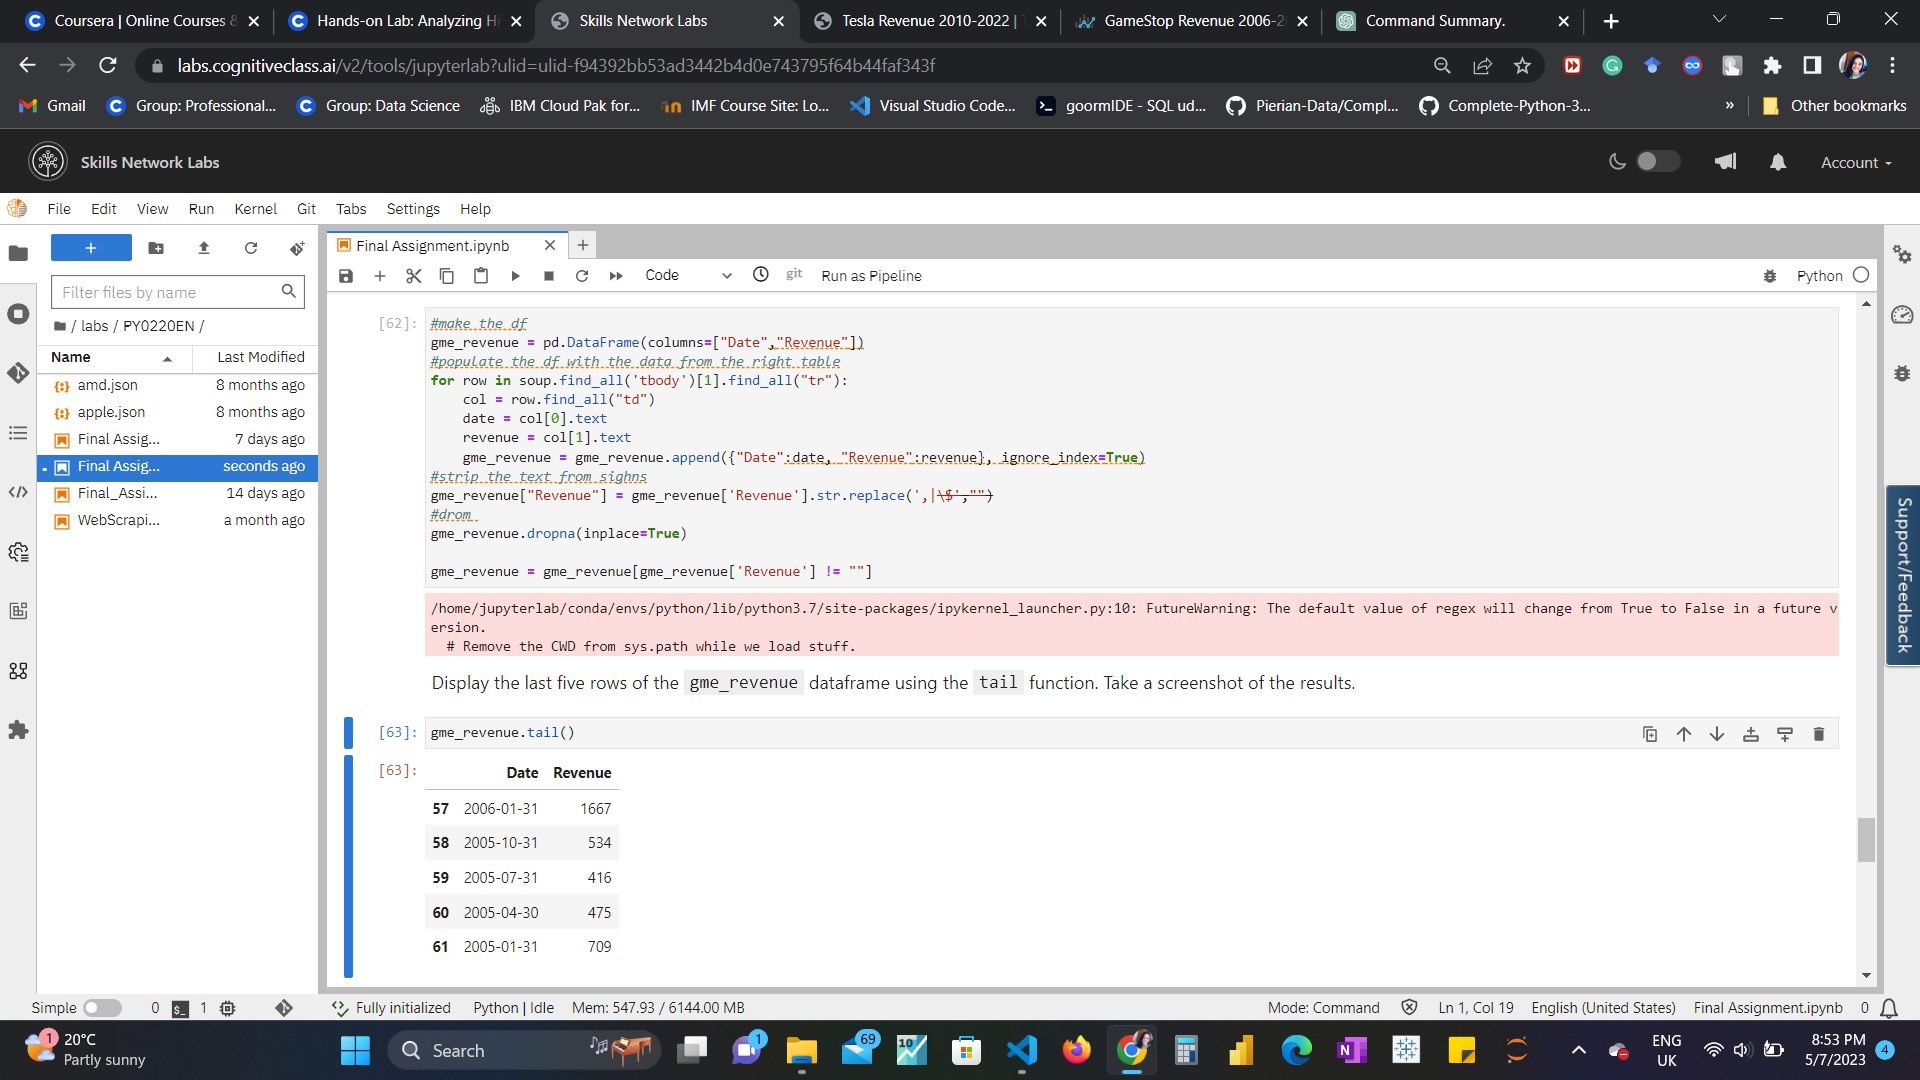 Coursera | Online Courses &
Hands-on Lab: Analyzing Hi
Skills Network Labs
Tesla Revenue 2010-2022 | T
GameStop Revenue 2006-2
Command Summary.
labs.cognitiveclass.ai/v2/tools/jupyterlab?ulid=ulid-f94392bb53ad3442b4d0e743795f64b44faf343f
Gmail
Group: Professional...
Group: Data Science
IBM Cloud Pak for...
IMF Course Site: Lo...
Visual Studio Code...
goormIDE - SQL ud...
Pierian-Data/Compl...
Complete-Python-3...
»
Other bookmarks
Skills Network Labs
Account
File Edit View Run Kernel Git Tabs Settings Help
Final Assignment.ipynb
Code
git
Run as Pipeline
Python
Filter files by name
/ labs / PY0220EN /
Name Last Modified
amd.json 8 months ago
apple.json 8 months ago
Final Assig... 7 days ago
Final Assig... seconds ago
Final_Assi... 14 days ago
WebScrapi... a month ago
[62]:
#make the df
gme_revenue = pd.DataFrame(columns=["Date","Revenue"])
#populate the df with the data from the right table
for row in soup.find_all('tbody')[1].find_all("tr"):
    col = row.find_all("td")
    date = col[0].text
    revenue = col[1].text
    gme_revenue = gme_revenue.append({"Date":date, "Revenue":revenue}, ignore_index=True)
#strip the text from sighns
gme_revenue["Revenue"] = gme_revenue['Revenue'].str.replace(',|\$',"")
#drom
gme_revenue.dropna(inplace=True)
gme_revenue = gme_revenue[gme_revenue['Revenue'] != ""]
/home/jupyterlab/conda/envs/python/lib/python3.7/site-packages/ipykernel_launcher.py:10: FutureWarning: The default value of regex will change from True to False in a future v
ersion.
  # Remove the CWD from sys.path while we load stuff.
Display the last five rows of the gme_revenue dataframe using the tail function. Take a screenshot of the results.
[63]: gme_revenue.tail()
[63]: Date Revenue
57 2006-01-31 1667
58 2005-10-31 534
59 2005-07-31 416
60 2005-04-30 475
61 2005-01-31 709
Support/Feedback
Simple 0 1 Fully initialized Python | Idle Mem: 547.93 / 6144.00 MB Mode: Command Ln 1, Col 19 English (United States) Final Assignment.ipynb 0
1
20°C
Partly sunny
Search
1
69
10
N
ENG
UK
8:53 PM
5/7/2023
4